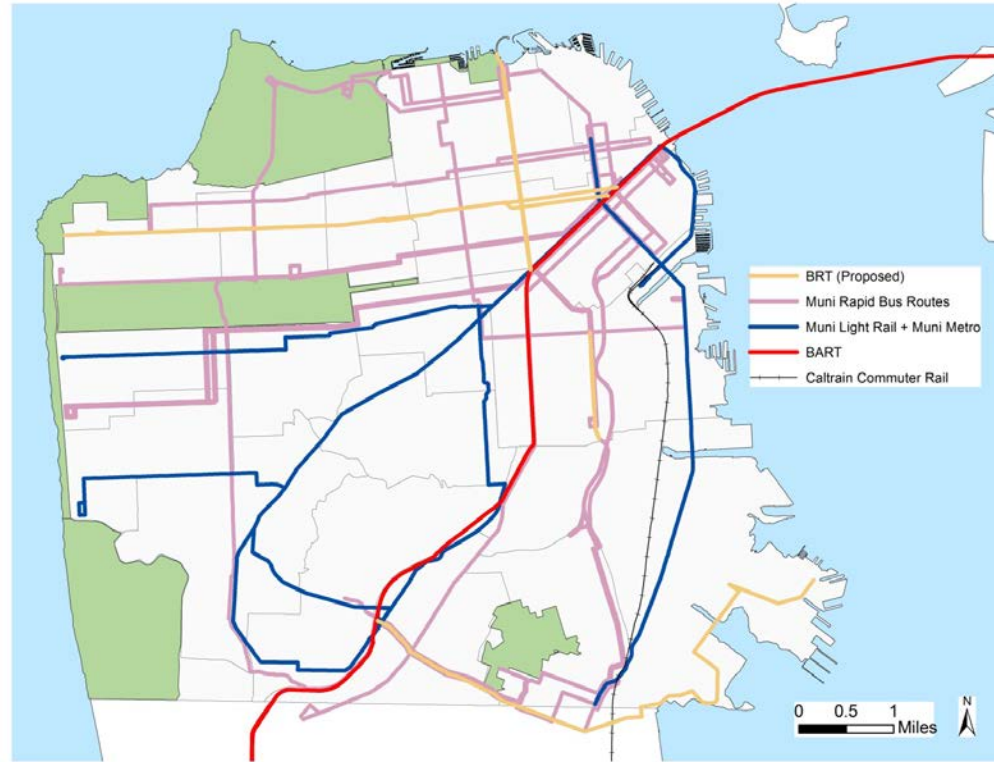 BRT (Proposed)
Muni Rapid Bus Routes
Muni Light Rail + Muni Metro
BART
Caltrain Commuter Rail
0 0.5 1
Miles
N